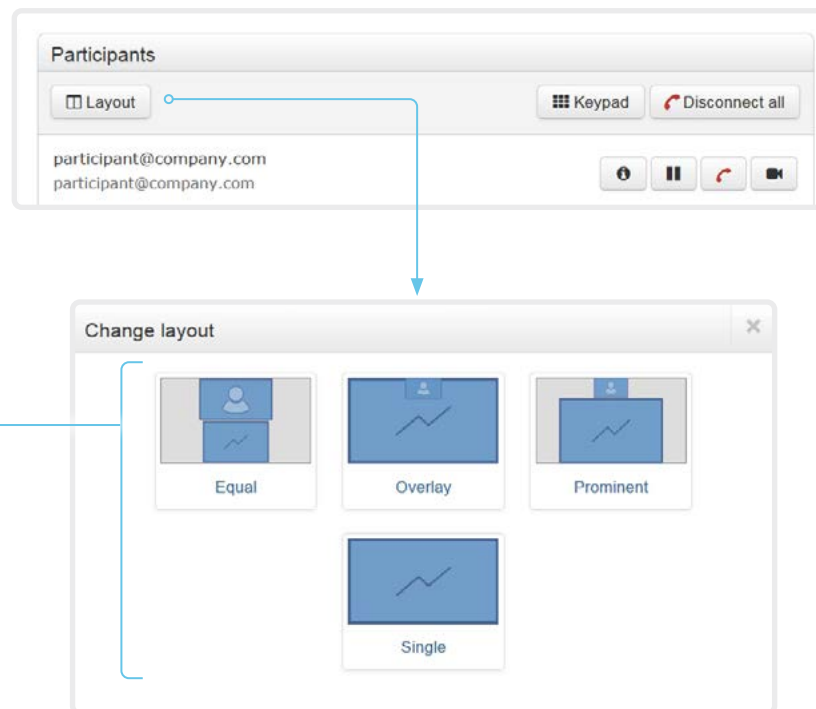 Participants
Layout Keypad Disconnect all
participant@company.com
participant@company.com
Change layout
Equal Overlay Prominent
Single